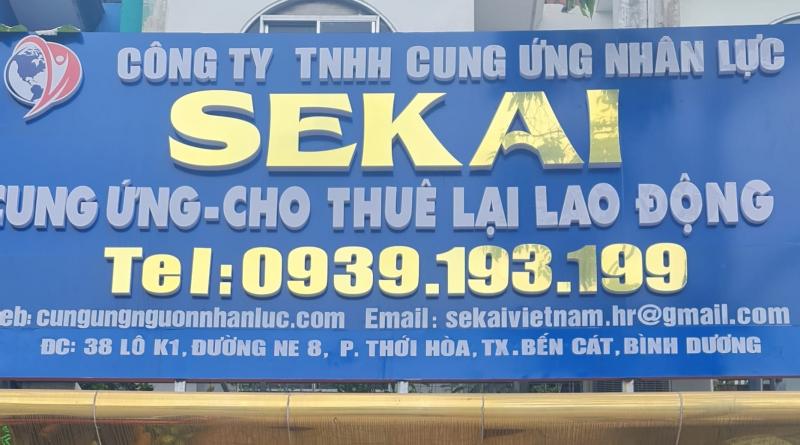 CÔNG TY TNHH CUNG ỨNG NHÂN LỰC
SEKAI
CUNG ỨNG-CHO THUÊ LẠI LAO ĐỘNG
Tel:0939.193.199
eb: cungungnguonnhanluc.com Email: sekaivietnam.hr@gmail.com
ĐC: 38 LÔ K1, ĐƯỜNG NE 8, P. THỚI HÒA, TX.BẾN CÁT, BÌNH DƯƠNG